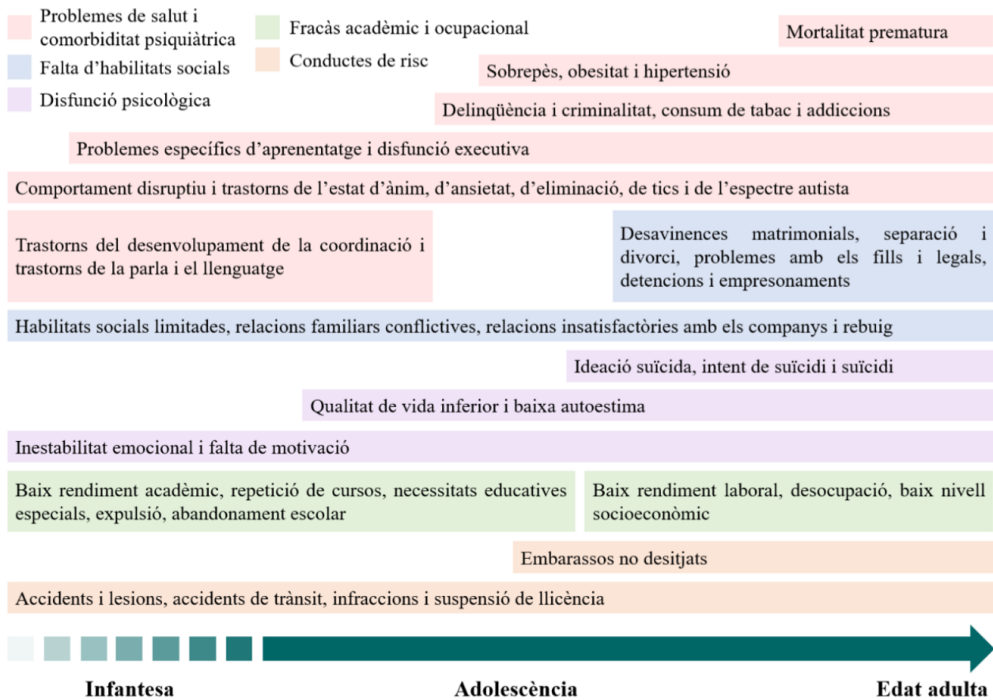 Problemes de salut i
comorbiditat psiquiàtrica
Falta d’habilitats socials
Disfunció psicològica
Fracàs acadèmic i ocupacional
Conductes de risc
Mortalitat prematura
Sobrepès, obesitat i hipertensió
Delinqüència i criminalitat, consum de tabac i addiccions
Problemes específics d’aprenentatge i disfunció executiva
Comportament disruptiu i trastorns de l’estat d’ànim, d’ansietat, d’eliminació, de tics i de l’espectre autista
Trastorns del desenvolupament de la coordinació i
trastorns de la parla i el llenguatge
Desavinences matrimonials, separació i
divorci, problemes amb els fills i legals,
detencions i empresonaments
Habilitats socials limitades, relacions familiars conflictives, relacions insatisfactòries amb els companys i rebuig
Ideació suïcida, intent de suïcidi i suïcidi
Qualitat de vida inferior i baixa autoestima
Inestabilitat emocional i falta de motivació
Baix rendiment acadèmic, repetició de cursos, necessitats educatives
especials, expulsió, abandonament escolar
Baix rendiment laboral, desocupació, baix nivell
socioeconòmic
Embarassos no desitjats
Accidents i lesions, accidents de trànsit, infraccions i suspensió de llicència
Infantesa
Adolescència
Edat adulta